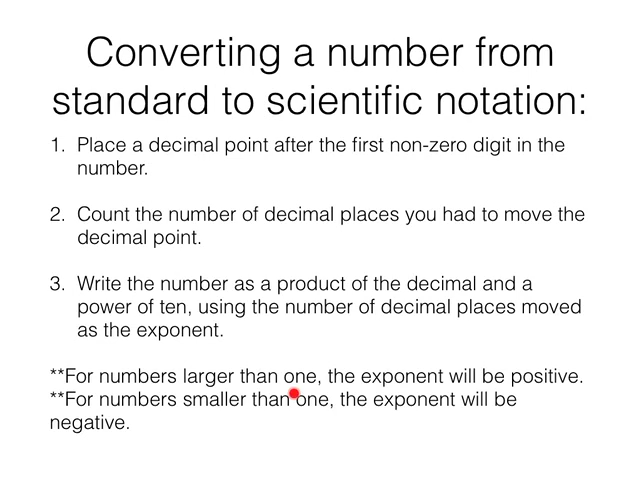 Converting a number from
standard to scientific notation:
1. Place a decimal point after the first non-zero digit in the
number.
2. Count the number of decimal places you had to move the
decimal point.
3. Write the number as a product of the decimal and a
power of ten, using the number of decimal places moved
as the exponent.
**For numbers larger than one, the exponent will be positive.
**For numbers smaller than one, the exponent will be
negative.